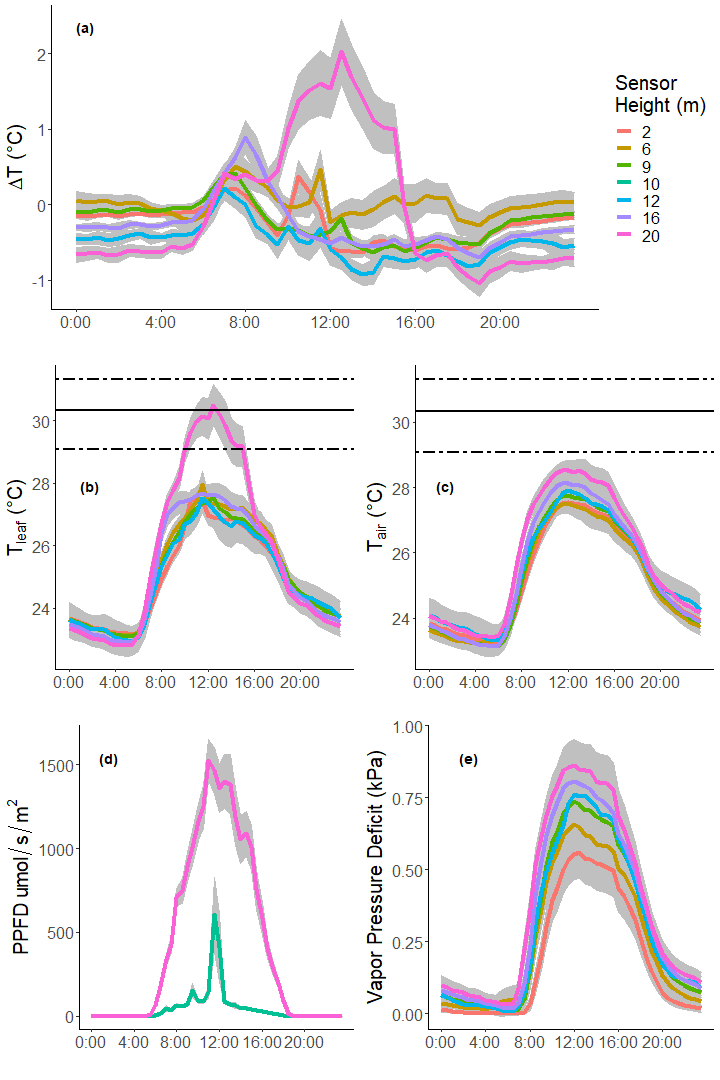 (a)
ΔT (°C)
2
1
0
-1
0:00 4:00 8:00 12:00 16:00 20:00
Sensor
Height (m)
2
6
9
10
12
16
20
(b)
Tleaf (°C)
30
28
26
24
0:00 4:00 8:00 12:00 16:00 20:00
(c)
Tair (°C)
30
28
26
24
0:00 4:00 8:00 12:00 16:00 20:00
(d)
PPFD umol/s/m2
1500
1000
500
0
0:00 4:00 8:00 12:00 16:00 20:00
(e)
Vapor Pressure Deficit (kPa)
1.00
0.75
0.50
0.25
0.00
0:00 4:00 8:00 12:00 16:00 20:00